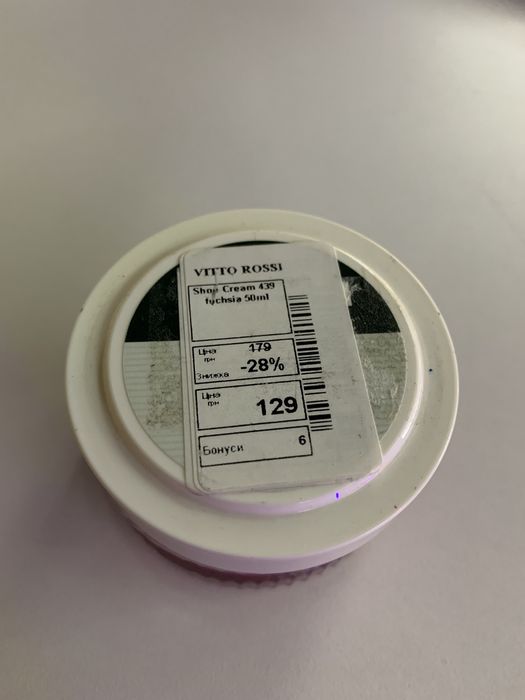 VITTO ROSSI
Shoe Cream 439
fuchsia 50ml
Ціна 179
грн
Знижка -28%
Ціна
грн 129
Бонуси 6